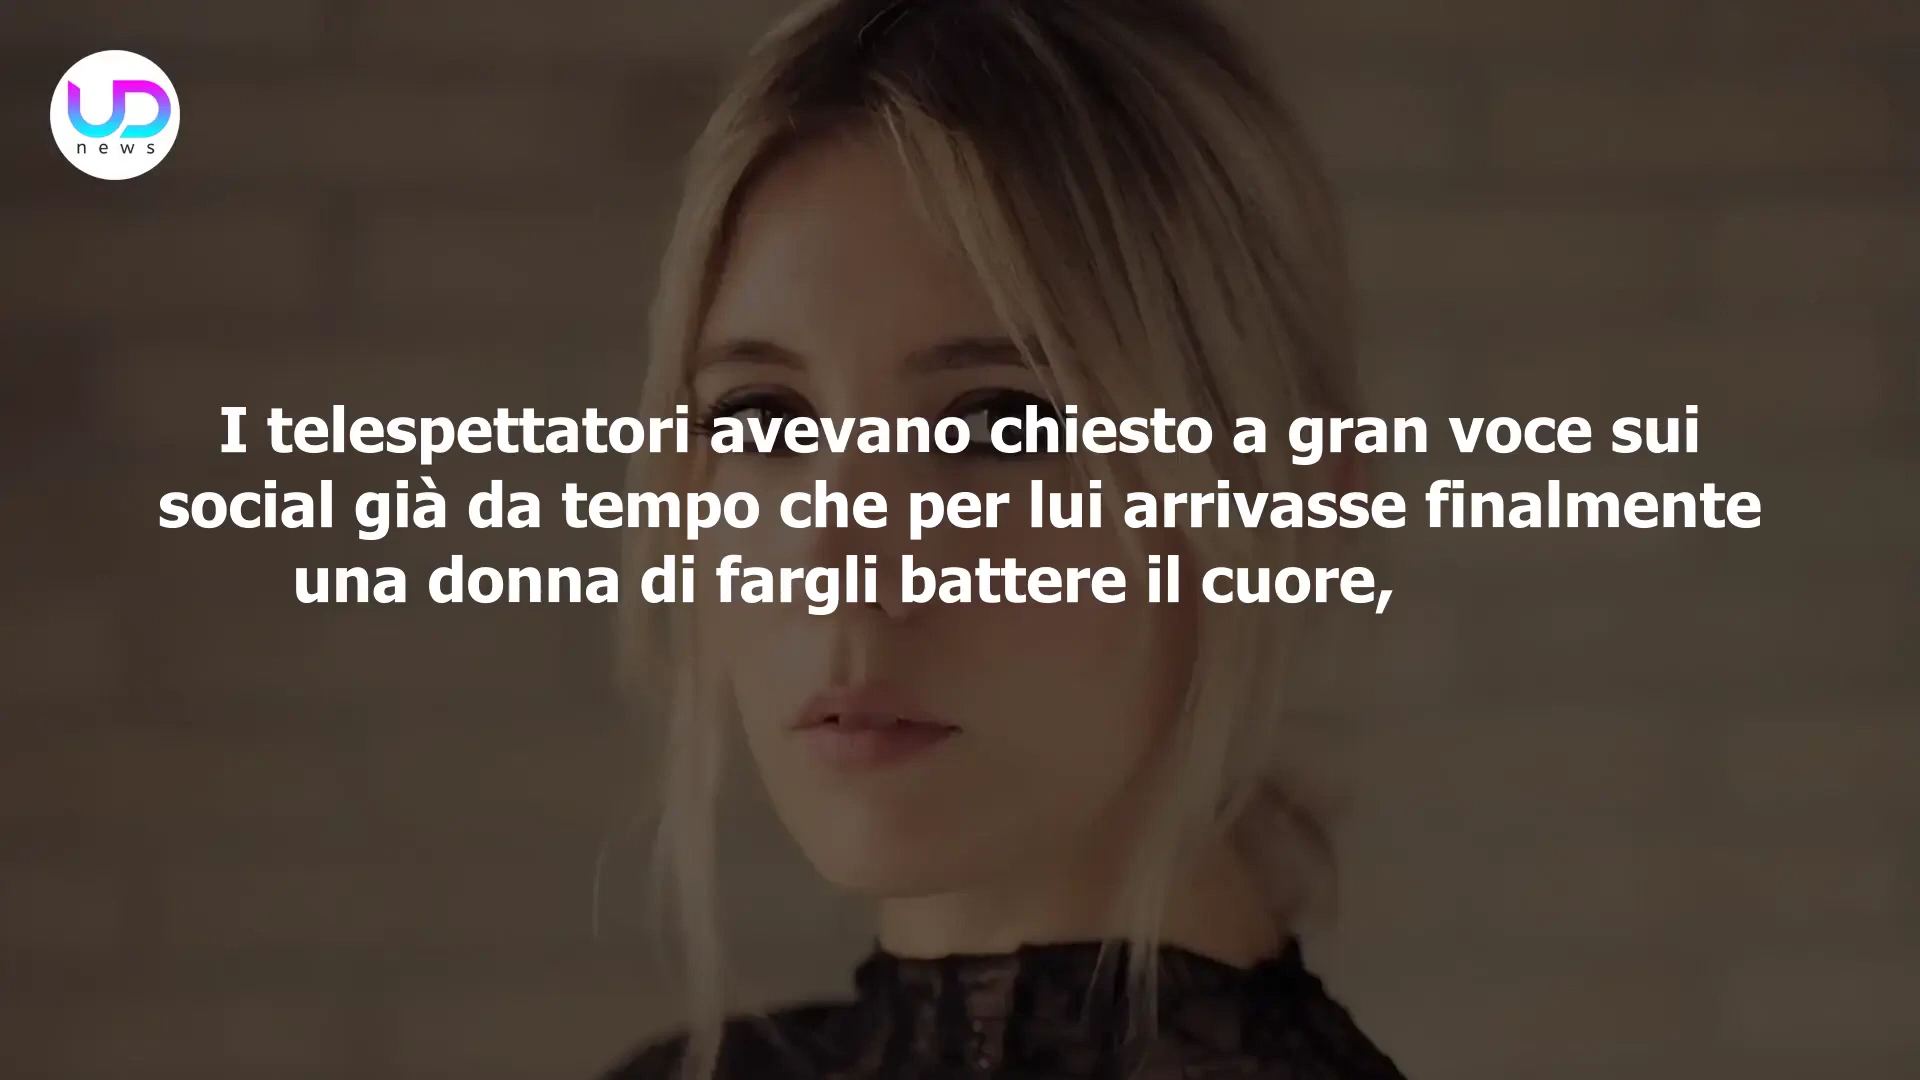 UD
news
I telespettatori avevano chiesto a gran voce sui
social già da tempo che per lui arrivasse finalmente
una donna di fargli battere il cuore,